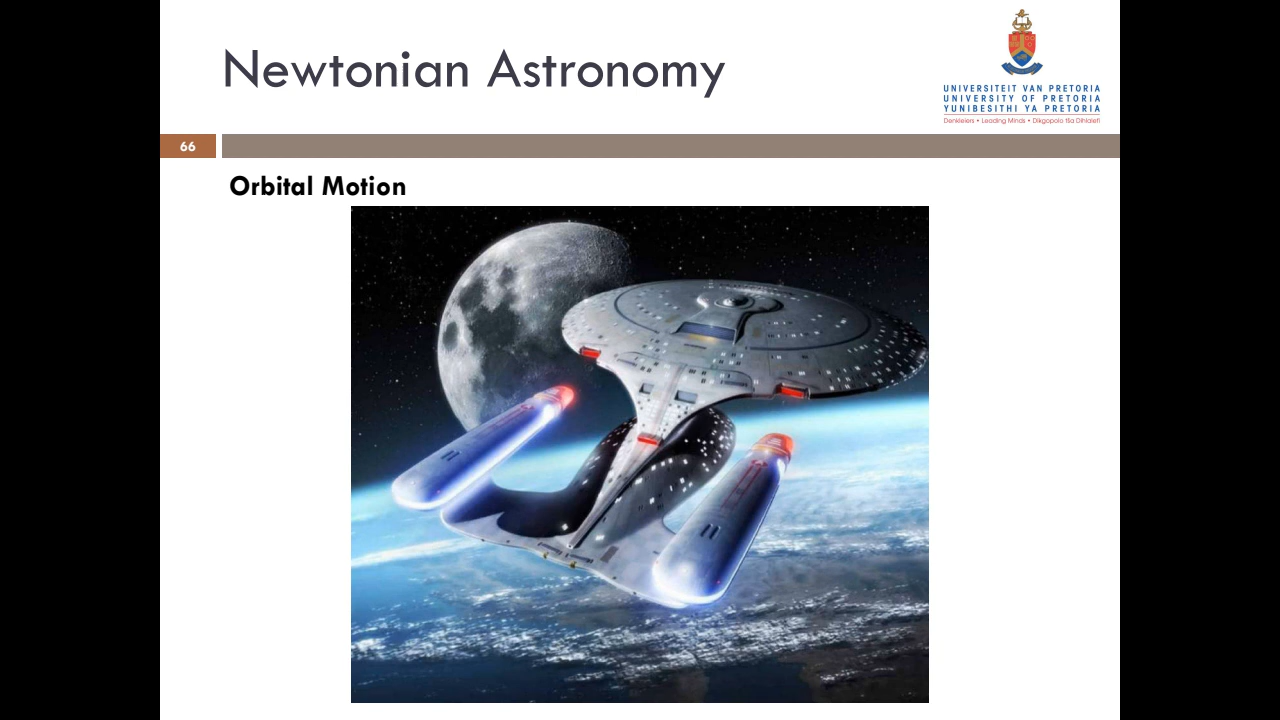 Newtonian Astronomy
UNIVERSITEIT VAN PRETORIA
UNIVERSITY OF PRETORIA
YUNIBESITHI YA PRETORIA
Denkleiers • Leading Minds • Dikgopolo tša Dihlalefi
66
Orbital Motion